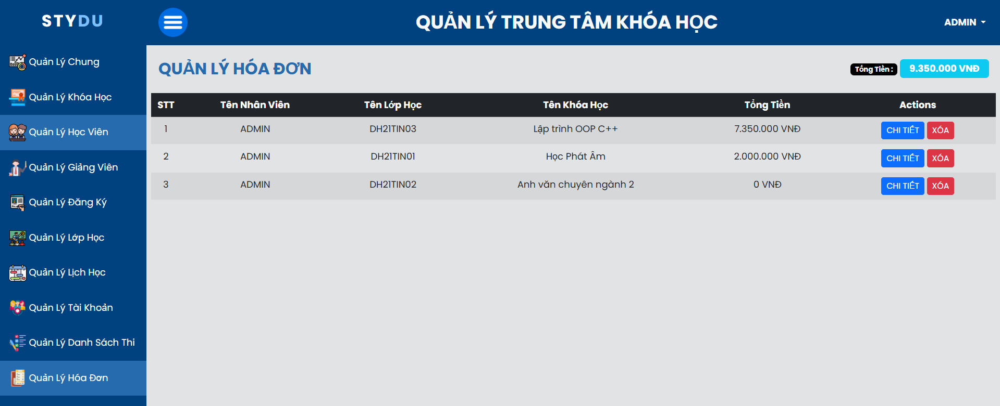 STYDU
QUẢN LÝ TRUNG TÂM KHÓA HỌC
ADMIN
Quản Lý Chung
Quản Lý Khóa Học
Quản Lý Học Viên
Quản Lý Giảng Viên
Quản Lý Đăng Ký
Quản Lý Lớp Học
Quản Lý Lịch Học
Quản Lý Tài Khoản
Quản Lý Danh Sách Thi
Quản Lý Hóa Đơn
QUẢN LÝ HÓA ĐƠN
Tổng Tiền : 9.350.000 VNĐ
STT Tên Nhân Viên Tên Lớp Học Tên Khóa Học Tổng Tiền Actions
1 ADMIN DH21TIN03 Lập trình OOP C++ 7.350.000 VNĐ CHI TIẾT XÓA
2 ADMIN DH21TIN01 Học Phát Âm 2.000.000 VNĐ CHI TIẾT XÓA
3 ADMIN DH21TIN02 Anh văn chuyên ngành 2 0 VNĐ CHI TIẾT XÓA